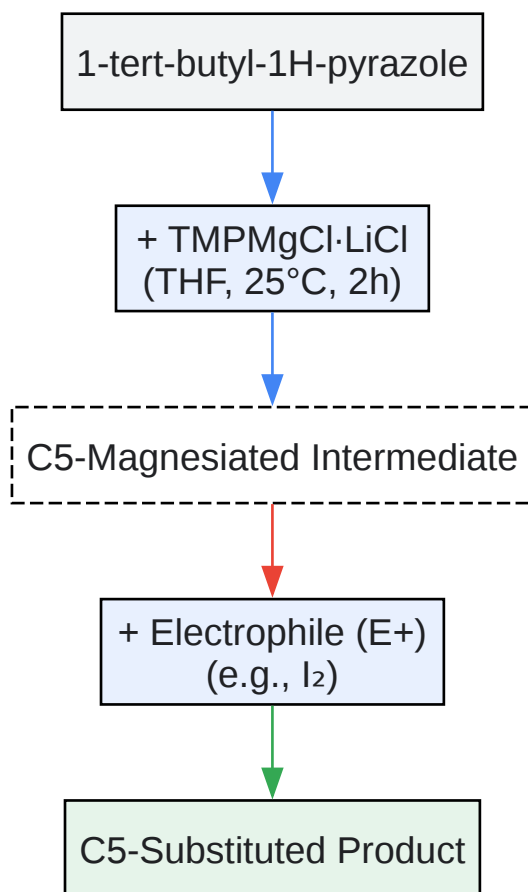 1-tert-butyl-1H-pyrazole
+ TMPMgCl·LiCl
(THF, 25°C, 2h)
C5-Magnesiated Intermediate
+ Electrophile (E+)
(e.g., I₂)
C5-Substituted Product